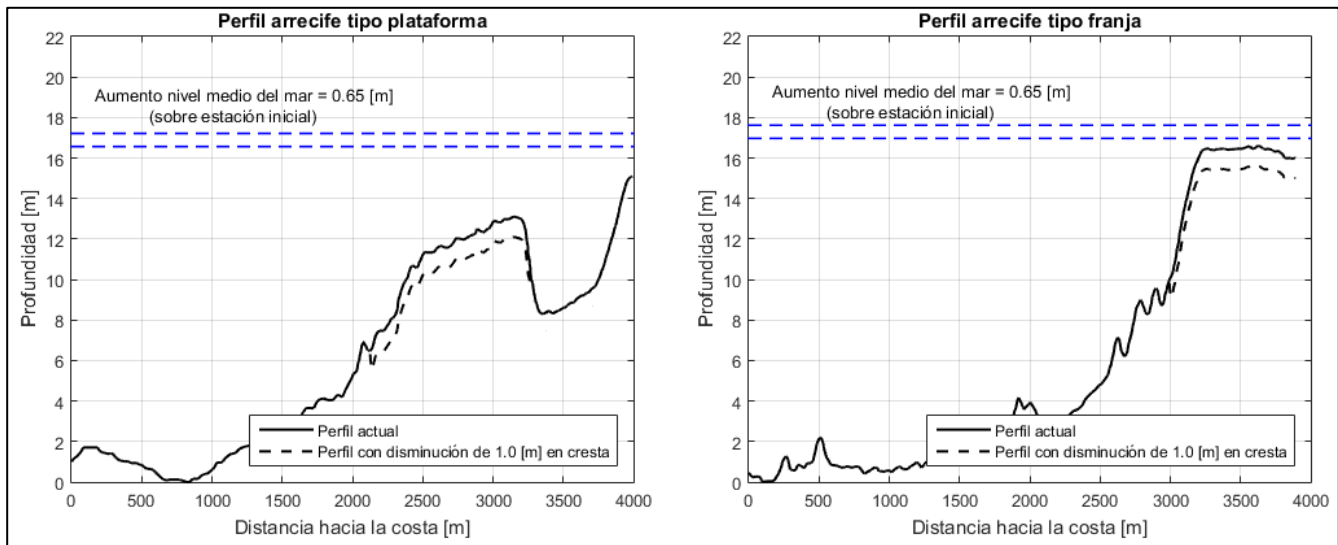 Perfil arrecife tipo plataforma
22
20
18
16
14
12
10
8
6
4
2
0
Profundidad [m]
Aumento nivel medio del mar = 0.65 [m]
(sobre estación inicial)
Perfil actual
Perfil con disminución de 1.0 [m] en cresta
0 500 1000 1500 2000 2500 3000 3500 4000
Distancia hacia la costa [m]
Perfil arrecife tipo franja
22
20
18
16
14
12
10
8
6
4
2
0
Profundidad [m]
Aumento nivel medio del mar = 0.65 [m]
(sobre estación inicial)
Perfil actual
Perfil con disminución de 1.0 [m] en cresta
0 500 1000 1500 2000 2500 3000 3500 4000
Distancia hacia la costa [m]